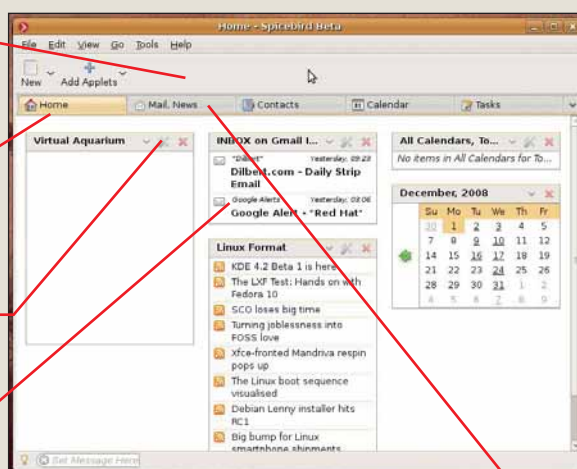 Home - Spicebird Beta
File Edit View Go Tools Help
New Add Applets
Home Mail, News Contacts Calendar Tasks
Virtual Aquarium
INBOX on Gmail I...
"Dilbert" Yesterday, 09:23
Dilbert.com - Daily Strip
Email
Google Alerts Yesterday, 03:06
Google Alert - "Red Hat"
Linux Format
KDE 4.2 Beta 1 is here
The LXF Test: Hands on with
Fedora 10
SCO loses big time
Turning joblessness into
FOSS love
Xfce-fronted Mandriva respin
pops up
The Linux boot sequence
visualised
Debian Lenny installer hits
RC1
Big bump for Linux
smartphone shipments
All Calendars, To...
No items in All Calendars for To...
December, 2008
Su Mo Tu We Th Fr
30 1 2 3 4 5
7 8 9 10 11 12
14 15 16 17 18 19
21 22 23 24 25 26
28 29 30 31 1 2
4 5 6 7 8 9
Set Message Here